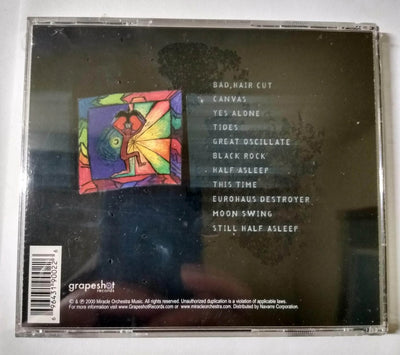 BAD, HAIR CUT
CANVAS
YES ALONE
TIDES
GREAT OSCILLATE
BLACK ROCK
HALF ASLEEP
THIS TIME
EUROHAUS DESTROYER
MOON SWING
STILL HALF ASLEEP
grapeshot
records
© & ℗ 2000 Miracle Orchestra Music. All rights reserved. Unauthorized duplication is a violation of applicable laws.
For more information visit www.GrapeshotRecords.com or www.miracleorchestra.com. Distributed by Navarre Corporation.